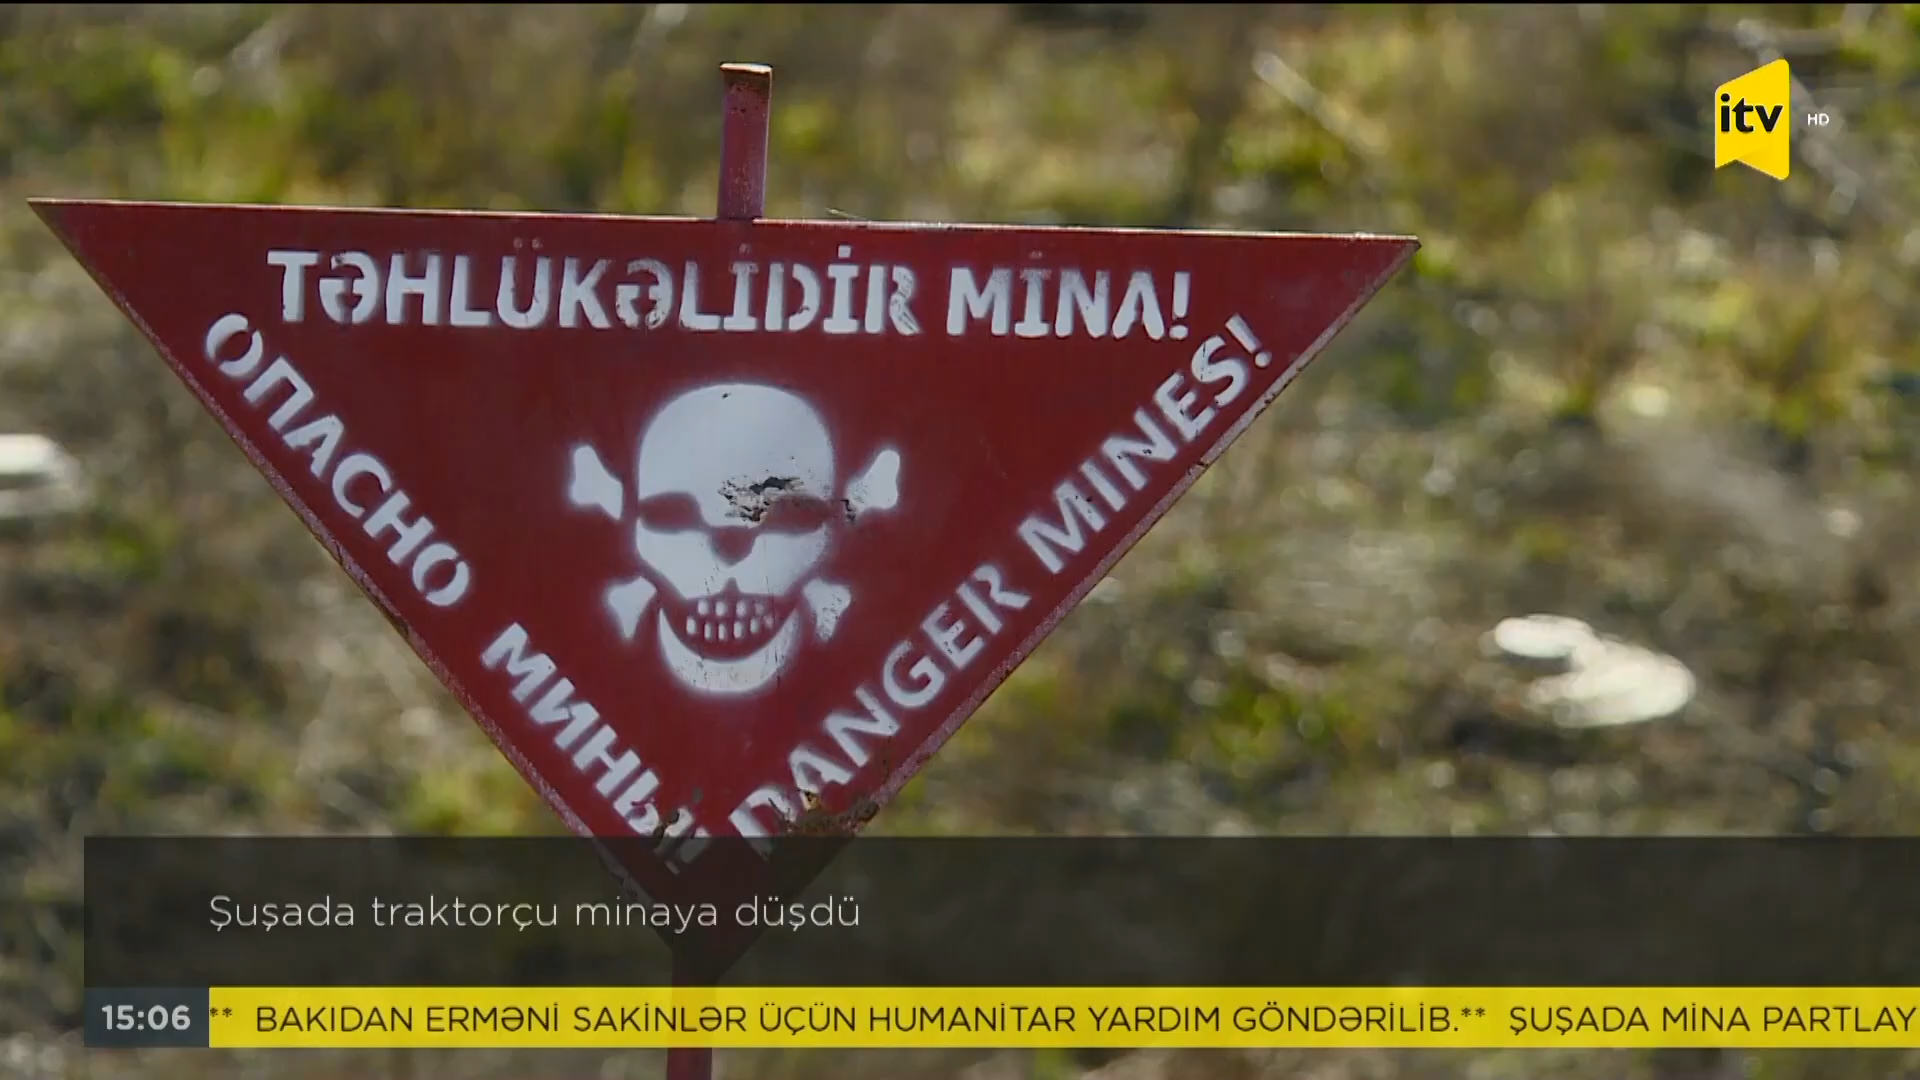 itv HD
TƏHLÜKƏLİDİR MİNA!
ОПАСНО МИНЫ!
DANGER MINES!
Şuşada traktorçu minaya düşdü
15:06 ** BAKIDAN ERMƏNİ SAKİNLƏR ÜÇÜN HUMANİTAR YARDIM GÖNDƏRİLİB.** ŞUŞADA MİNA PARTLAY